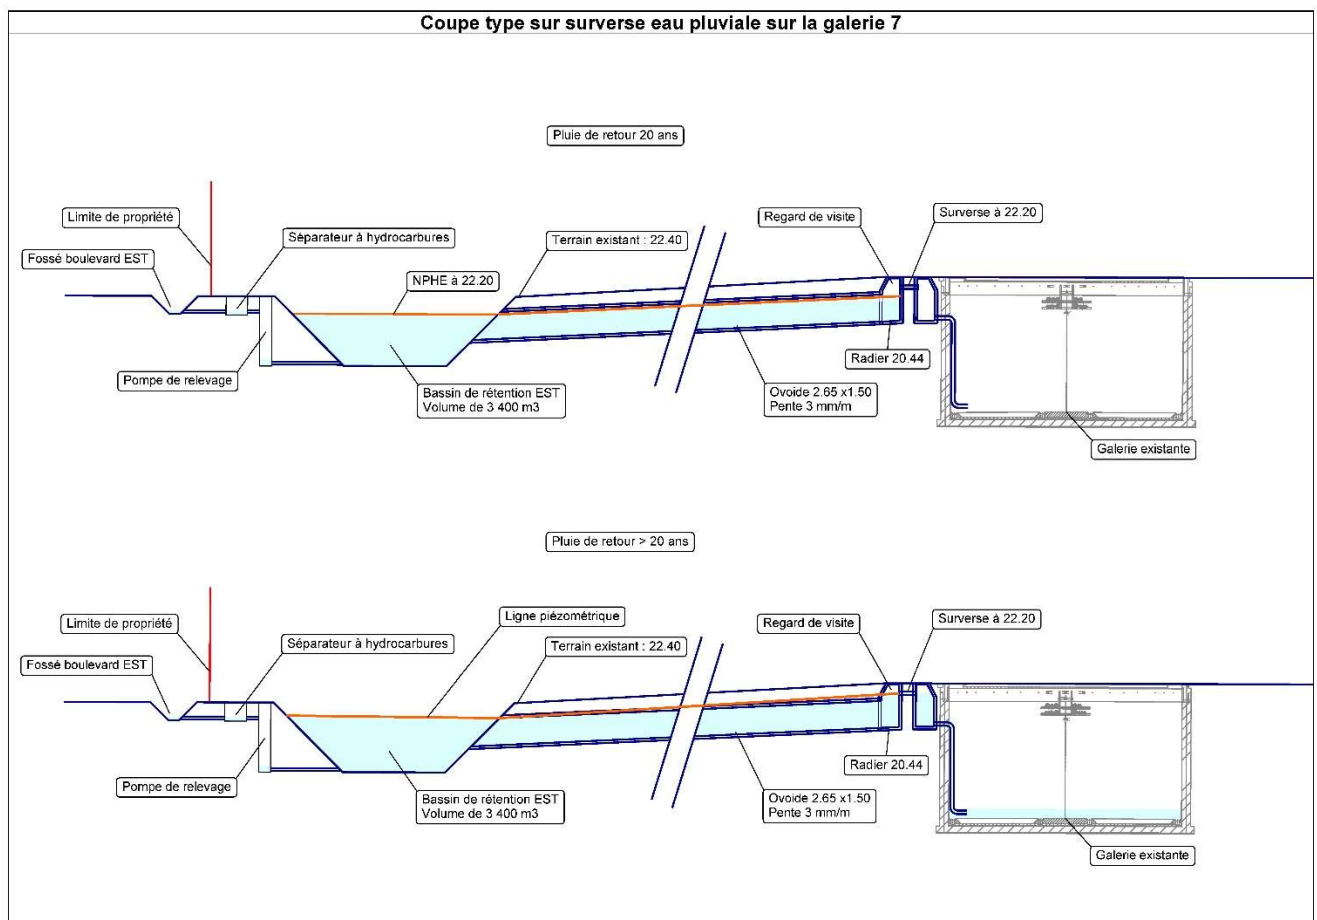 Coupe type sur surverse eau pluviale sur la galerie 7
Pluie de retour 20 ans
Limite de propriété
Séparateur à hydrocarbures
Fossé boulevard EST
NPHE à 22.20
Terrain existant : 22.40
Regard de visite
Surverse à 22.20
Pompe de relevage
Bassin de rétention EST
Volume de 3 400 m3
Ovoide 2.65 x1.50
Pente 3 mm/m
Radier 20.44
Galerie existante
Pluie de retour > 20 ans
Limite de propriété
Séparateur à hydrocarbures
Fossé boulevard EST
Ligne piézométrique
Terrain existant : 22.40
Regard de visite
Surverse à 22.20
Pompe de relevage
Bassin de rétention EST
Volume de 3 400 m3
Ovoide 2.65 x1.50
Pente 3 mm/m
Radier 20.44
Galerie existante